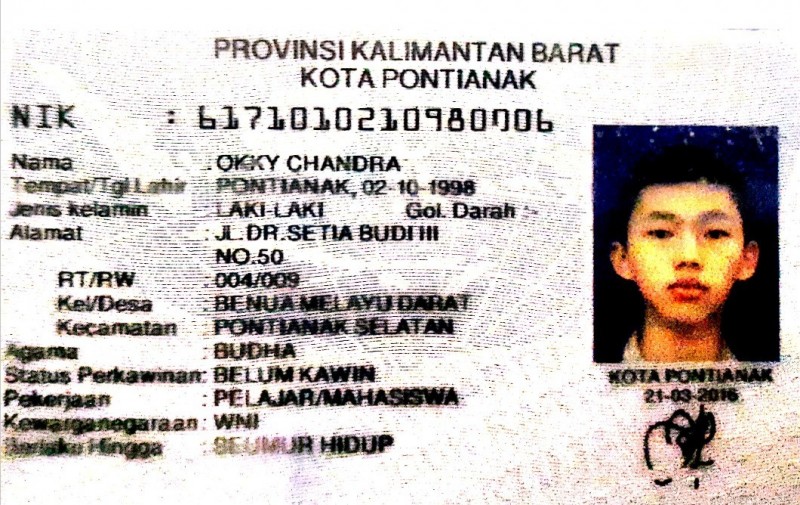 PROVINSI KALIMANTAN BARAT
KOTA PONTIANAK
NIK : 6171010210980006
Nama : OKKY CHANDRA
Tempat/Tgl Lahir : PONTIANAK, 02-10-1998
Jenis kelamin : LAKI-LAKI Gol. Darah :-
Alamat : JL.DR.SETIA BUDI III
NO.50
RT/RW : 004/009
Kel/Desa : BENUA MELAYU DARAT
Kecamatan : PONTIANAK SELATAN
Agama : BUDHA
Status Perkawinan: BELUM KAWIN
Pekerjaan : PELAJAR/MAHASISWA
Kewarganegaraan: WNI
Berlaku Hingga : SEUMUR HIDUP
KOTA PONTIANAK
21-03-2016